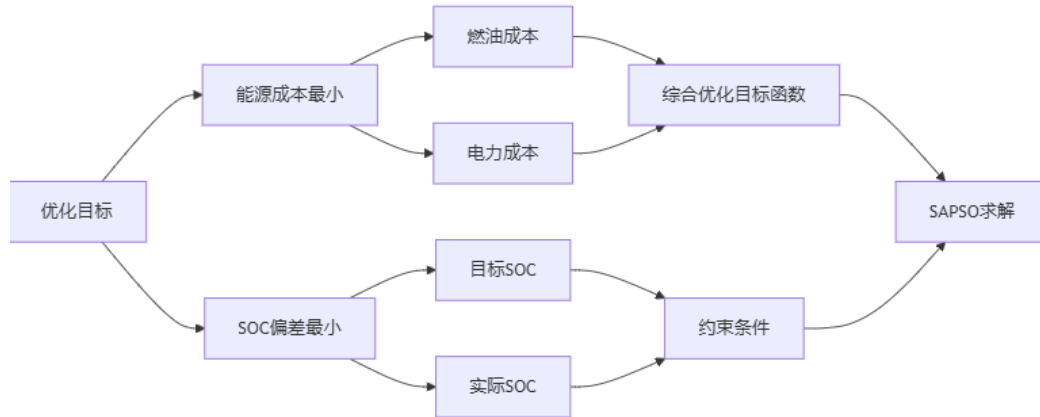 燃油成本
能源成本最小
综合优化目标函数
电力成本
优化目标
SAPSO求解
目标SOC
SOC偏差最小
约束条件
实际SOC